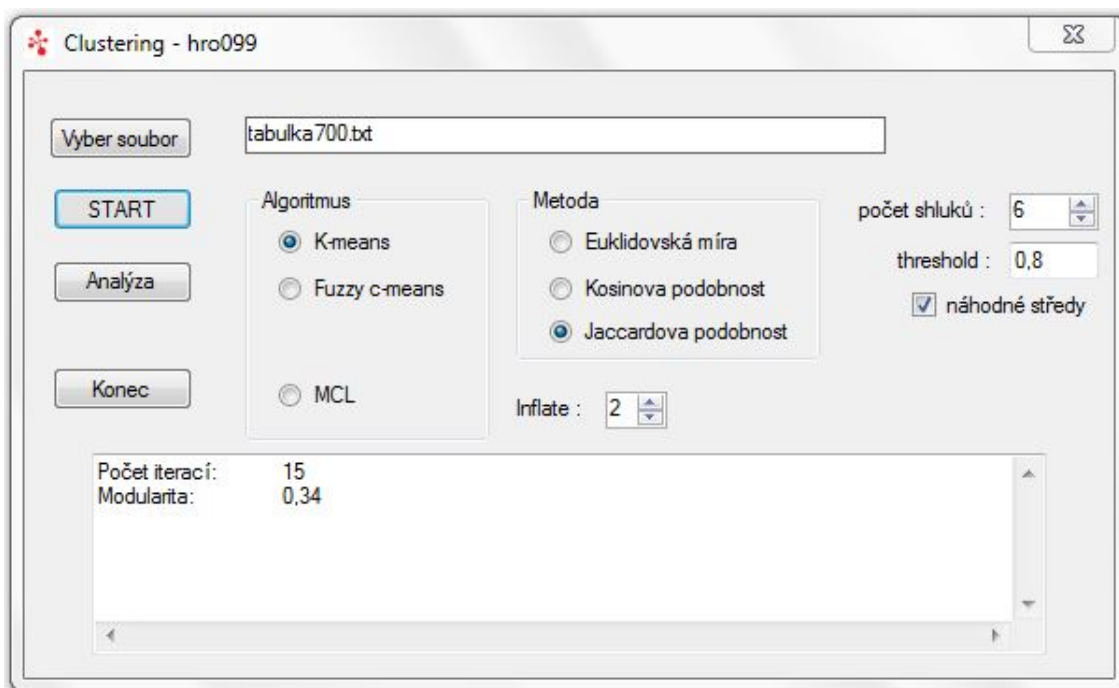 Clustering - hro099
Vyber soubor
tabulka700.txt
START
Analýza
Konec
Algoritmus
K-means
Fuzzy c-means
MCL
Metoda
Euklidovská míra
Kosinova podobnost
Jaccardova podobnost
Inflate : 2
počet shluků : 6
threshold : 0,8
náhodné středy
Počet iterací: 15
Modularita: 0,34